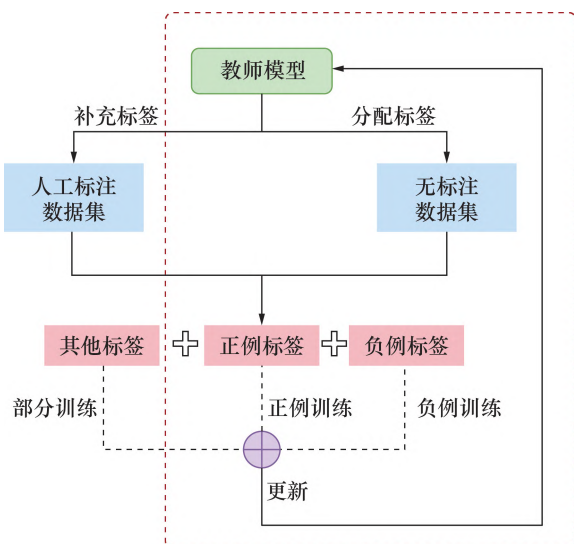 教师模型
补充标签
分配标签
人工标注
数据集
无标注
数据集
其他标签
正例标签
负例标签
部分训练
正例训练
负例训练
更新